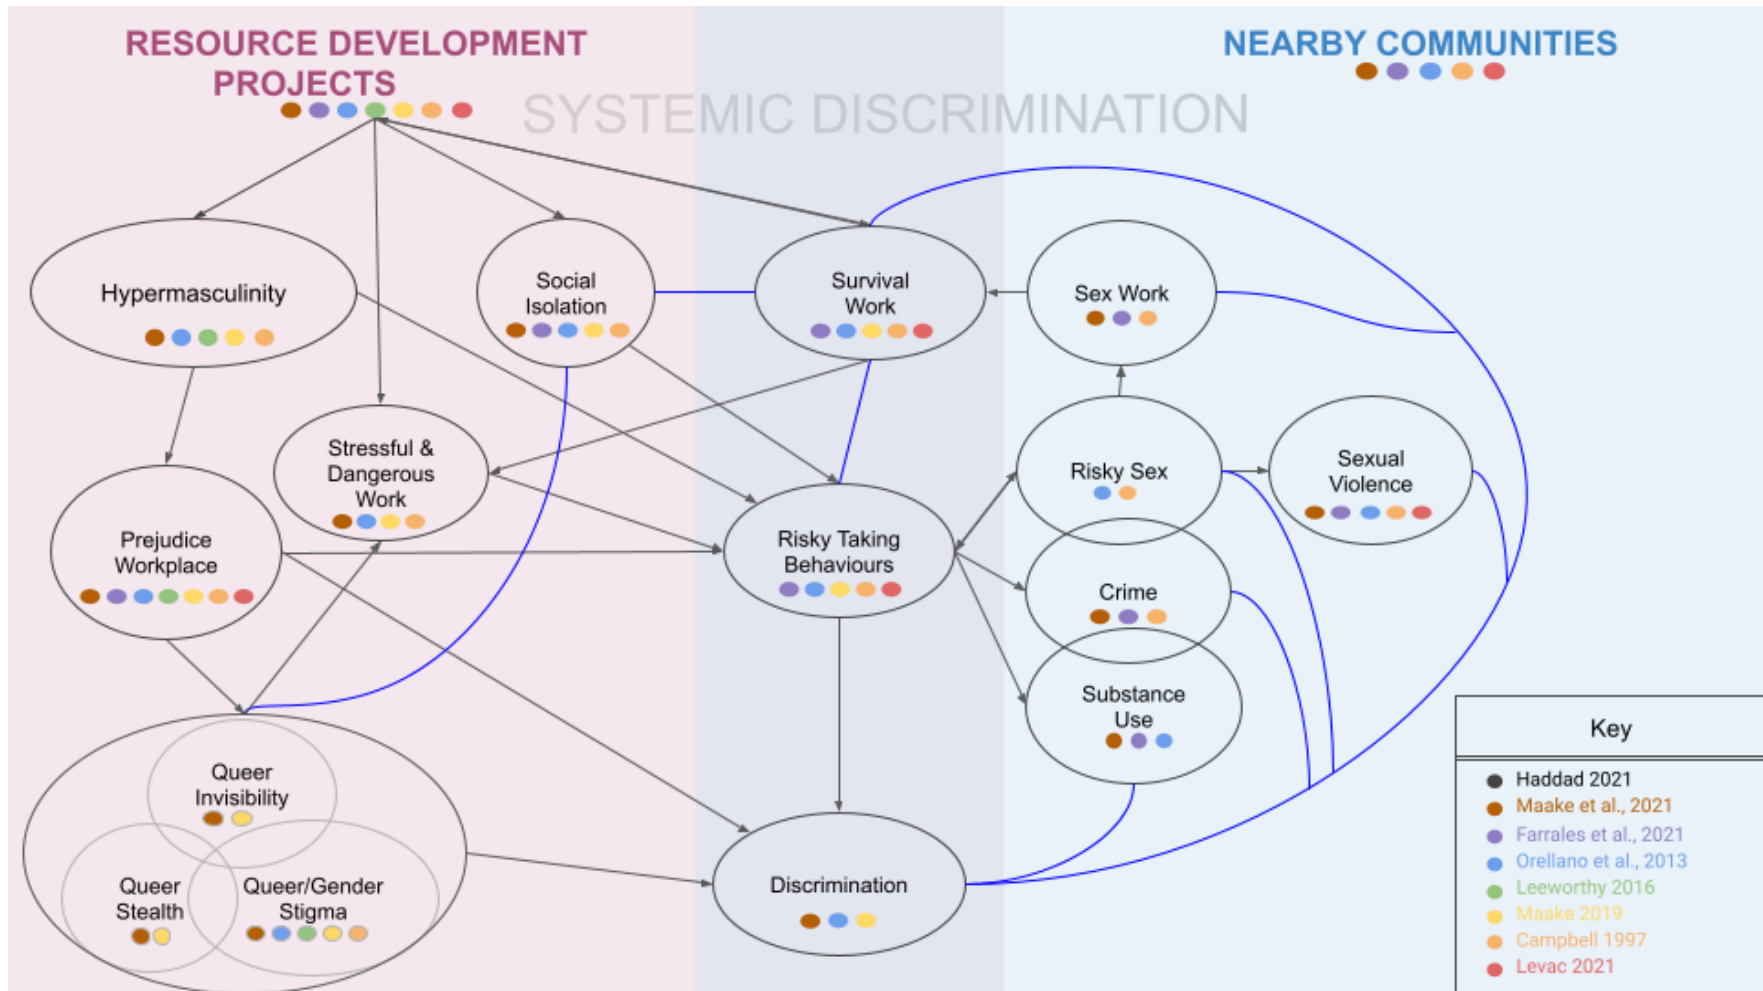 RESOURCE DEVELOPMENT
PROJECTS
NEARBY COMMUNITIES
SYSTEMIC DISCRIMINATION
Hypermasculinity
Social
Isolation
Survival
Work
Sex Work
Stressful &
Dangerous
Work
Risky Sex
Sexual
Violence
Prejudice
Workplace
Risky Taking
Behaviours
Crime
Substance
Use
Queer
Invisibility
Queer
Stealth
Queer/Gender
Stigma
Discrimination
Key
Haddad 2021
Maake et al., 2021
Farrales et al., 2021
Orellano et al., 2013
Leeworthy 2016
Maake 2019
Campbell 1997
Levac 2021